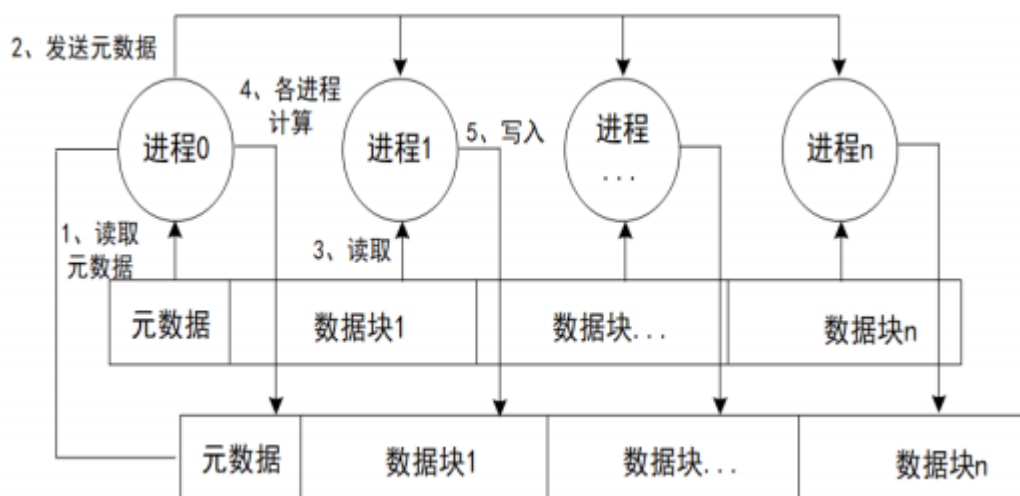 2、发送元数据
4、各进程
计算
进程0
进程1
5、写入
进程
...
进程n
1、读取
元数据
3、读取
元数据
数据块1
数据块...
数据块n
元数据
数据块1
数据块...
数据块n